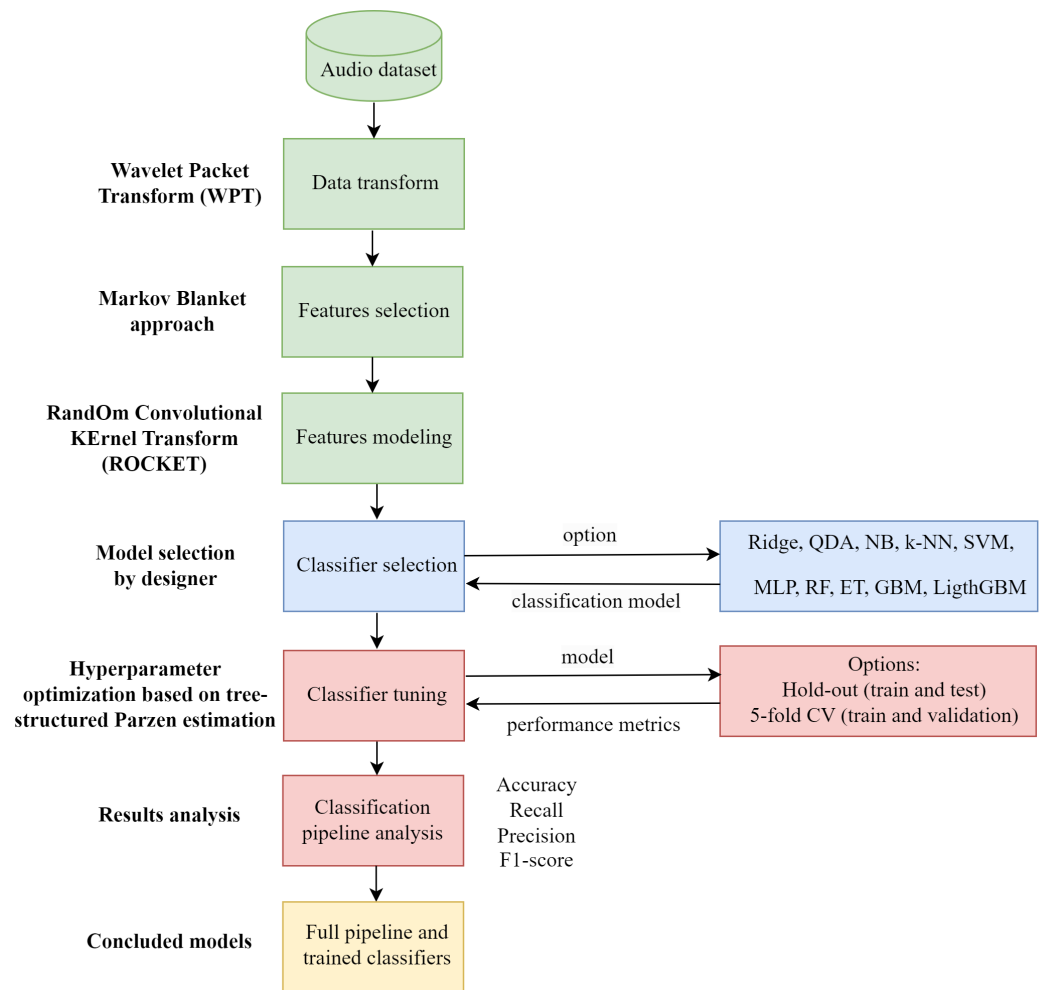 Audio dataset
Wavelet Packet
Transform (WPT)
Data transform
Markov Blanket
approach
Features selection
RandOm Convolutional
KErnel Transform
(ROCKET)
Features modeling
Model selection
by designer
Classifier selection
option
classification model
Ridge, QDA, NB, k-NN, SVM,
MLP, RF, ET, GBM, LigthGBM
Hyperparameter
optimization based on tree-
structured Parzen estimation
Classifier tuning
model
performance metrics
Options:
Hold-out (train and test)
5-fold CV (train and validation)
Results analysis
Classification
pipeline analysis
Accuracy
Recall
Precision
F1-score
Concluded models
Full pipeline and
trained classifiers